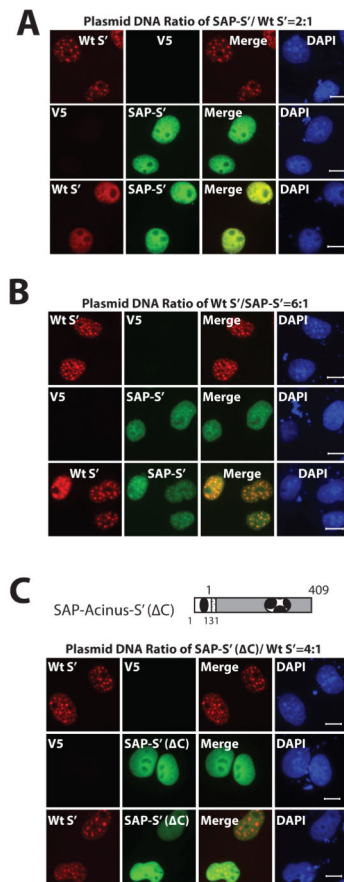 A
Plasmid DNA Ratio of SAP-S'/ Wt S'=2:1
Wt S' V5 Merge DAPI
V5 SAP-S' Merge DAPI
Wt S' SAP-S' Merge DAPI
B
Plasmid DNA Ratio of Wt S'/SAP-S'=6:1
Wt S' V5 Merge DAPI
V5 SAP-S' Merge DAPI
Wt S' SAP-S' Merge DAPI
C
1 409
SAP-Acinus-S' (ΔC)
1 131
Plasmid DNA Ratio of SAP-S' (ΔC)/ Wt S'=4:1
Wt S' V5 Merge DAPI
V5 SAP-S' (ΔC) Merge DAPI
Wt S' SAP-S' (ΔC) Merge DAPI